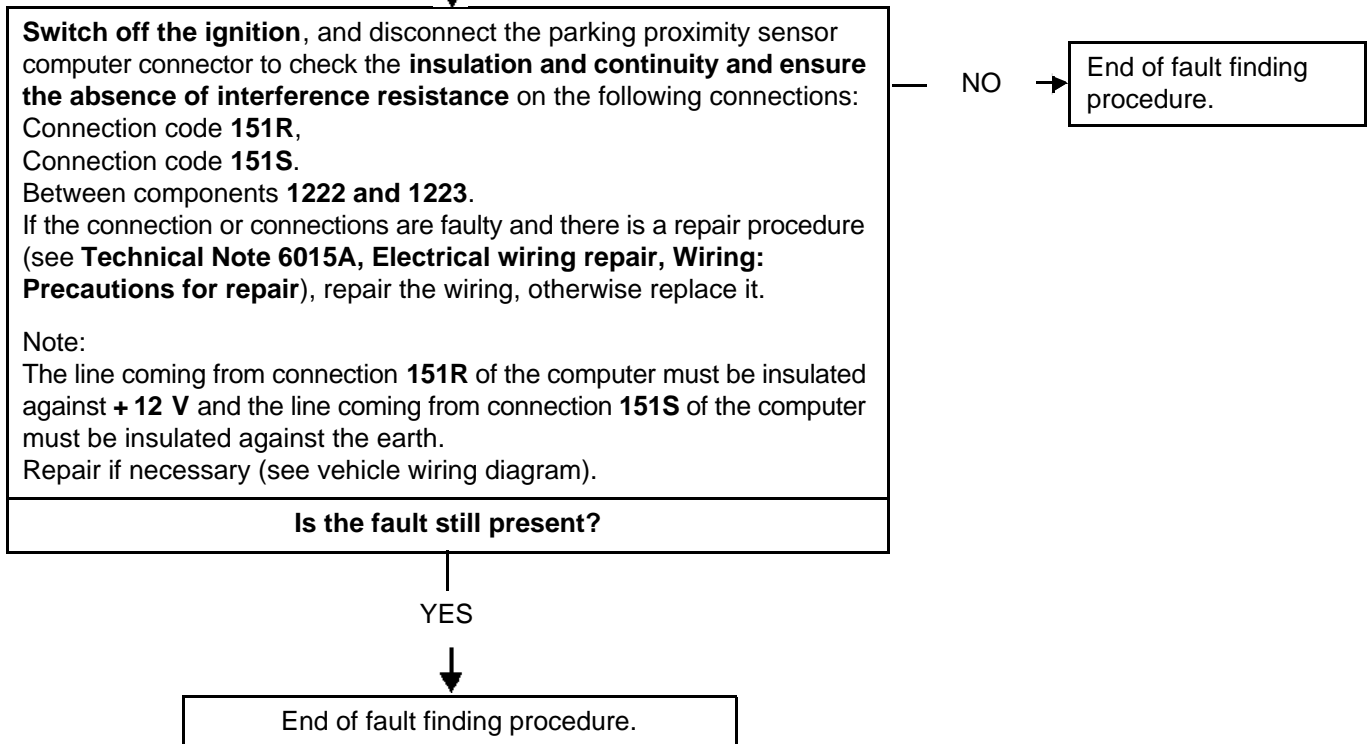 Switch off the ignition, and disconnect the parking proximity sensor
computer connector to check the insulation and continuity and ensure
the absence of interference resistance on the following connections:
Connection code 151R,
Connection code 151S.
Between components 1222 and 1223.
If the connection or connections are faulty and there is a repair procedure
(see Technical Note 6015A, Electrical wiring repair, Wiring:
Precautions for repair), repair the wiring, otherwise replace it.
Note:
The line coming from connection 151R of the computer must be insulated
against + 12 V and the line coming from connection 151S of the computer
must be insulated against the earth.
Repair if necessary (see vehicle wiring diagram).
Is the fault still present?
NO
End of fault finding
procedure.
YES
End of fault finding procedure.